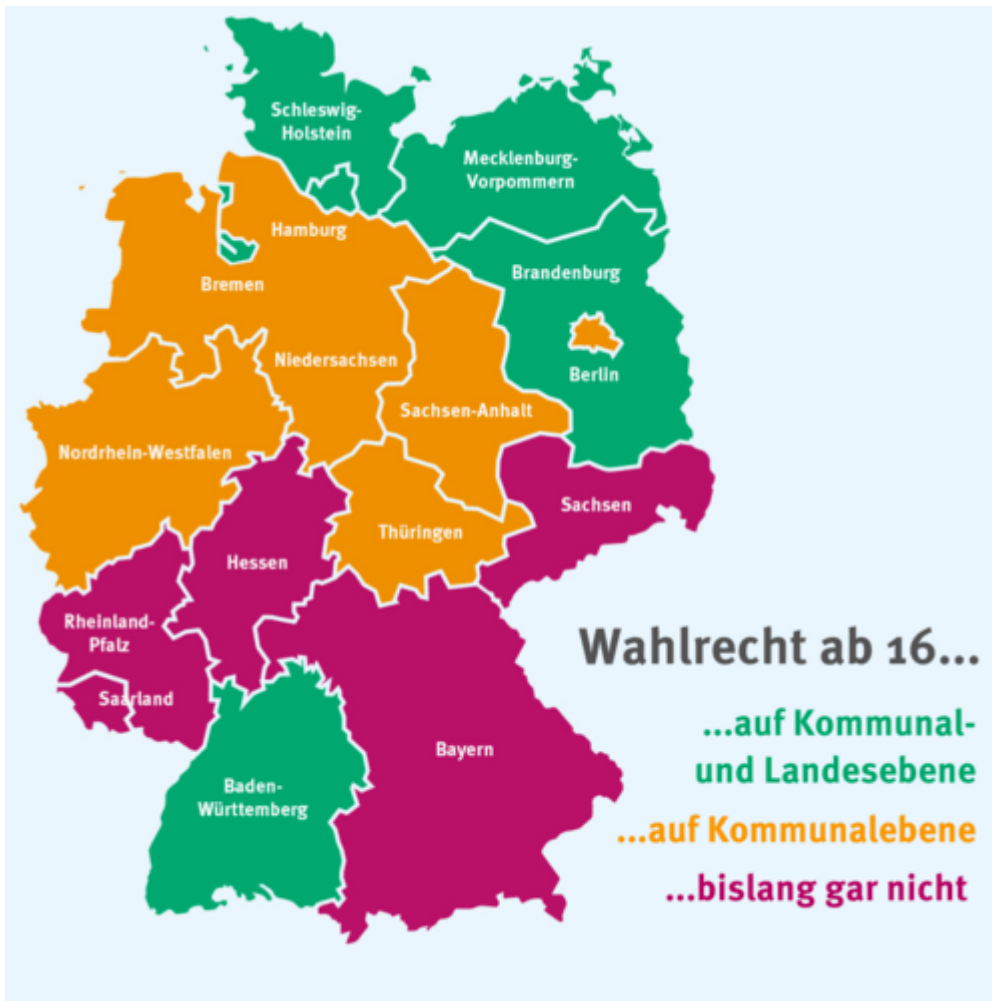 Schleswig-
Holstein
Mecklenburg-
Vorpommern
Hamburg
Bremen
Brandenburg
Niedersachsen
Berlin
Sachsen-Anhalt
Nordrhein-Westfalen
Sachsen
Thüringen
Hessen
Rheinland-
Pfalz
Saarland
Bayern
Baden-
Württemberg
Wahlrecht ab 16...
...auf Kommunal-
und Landesebene
...auf Kommunalebene
...bislang gar nicht